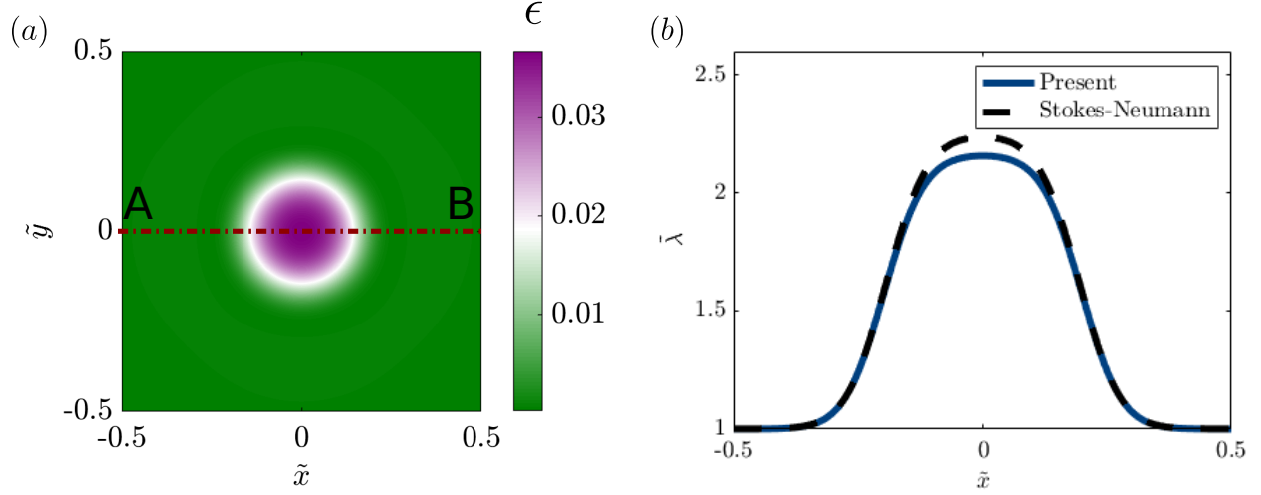 (a)
ϵ
0.5
0
-0.5
ỹ
A
B
-0.5
0
0.5
x̃
0.03
0.02
0.01
(b)
2.5
2
1.5
1
λ̄
Present
Stokes-Neumann
-0.5
0
0.5
x̃